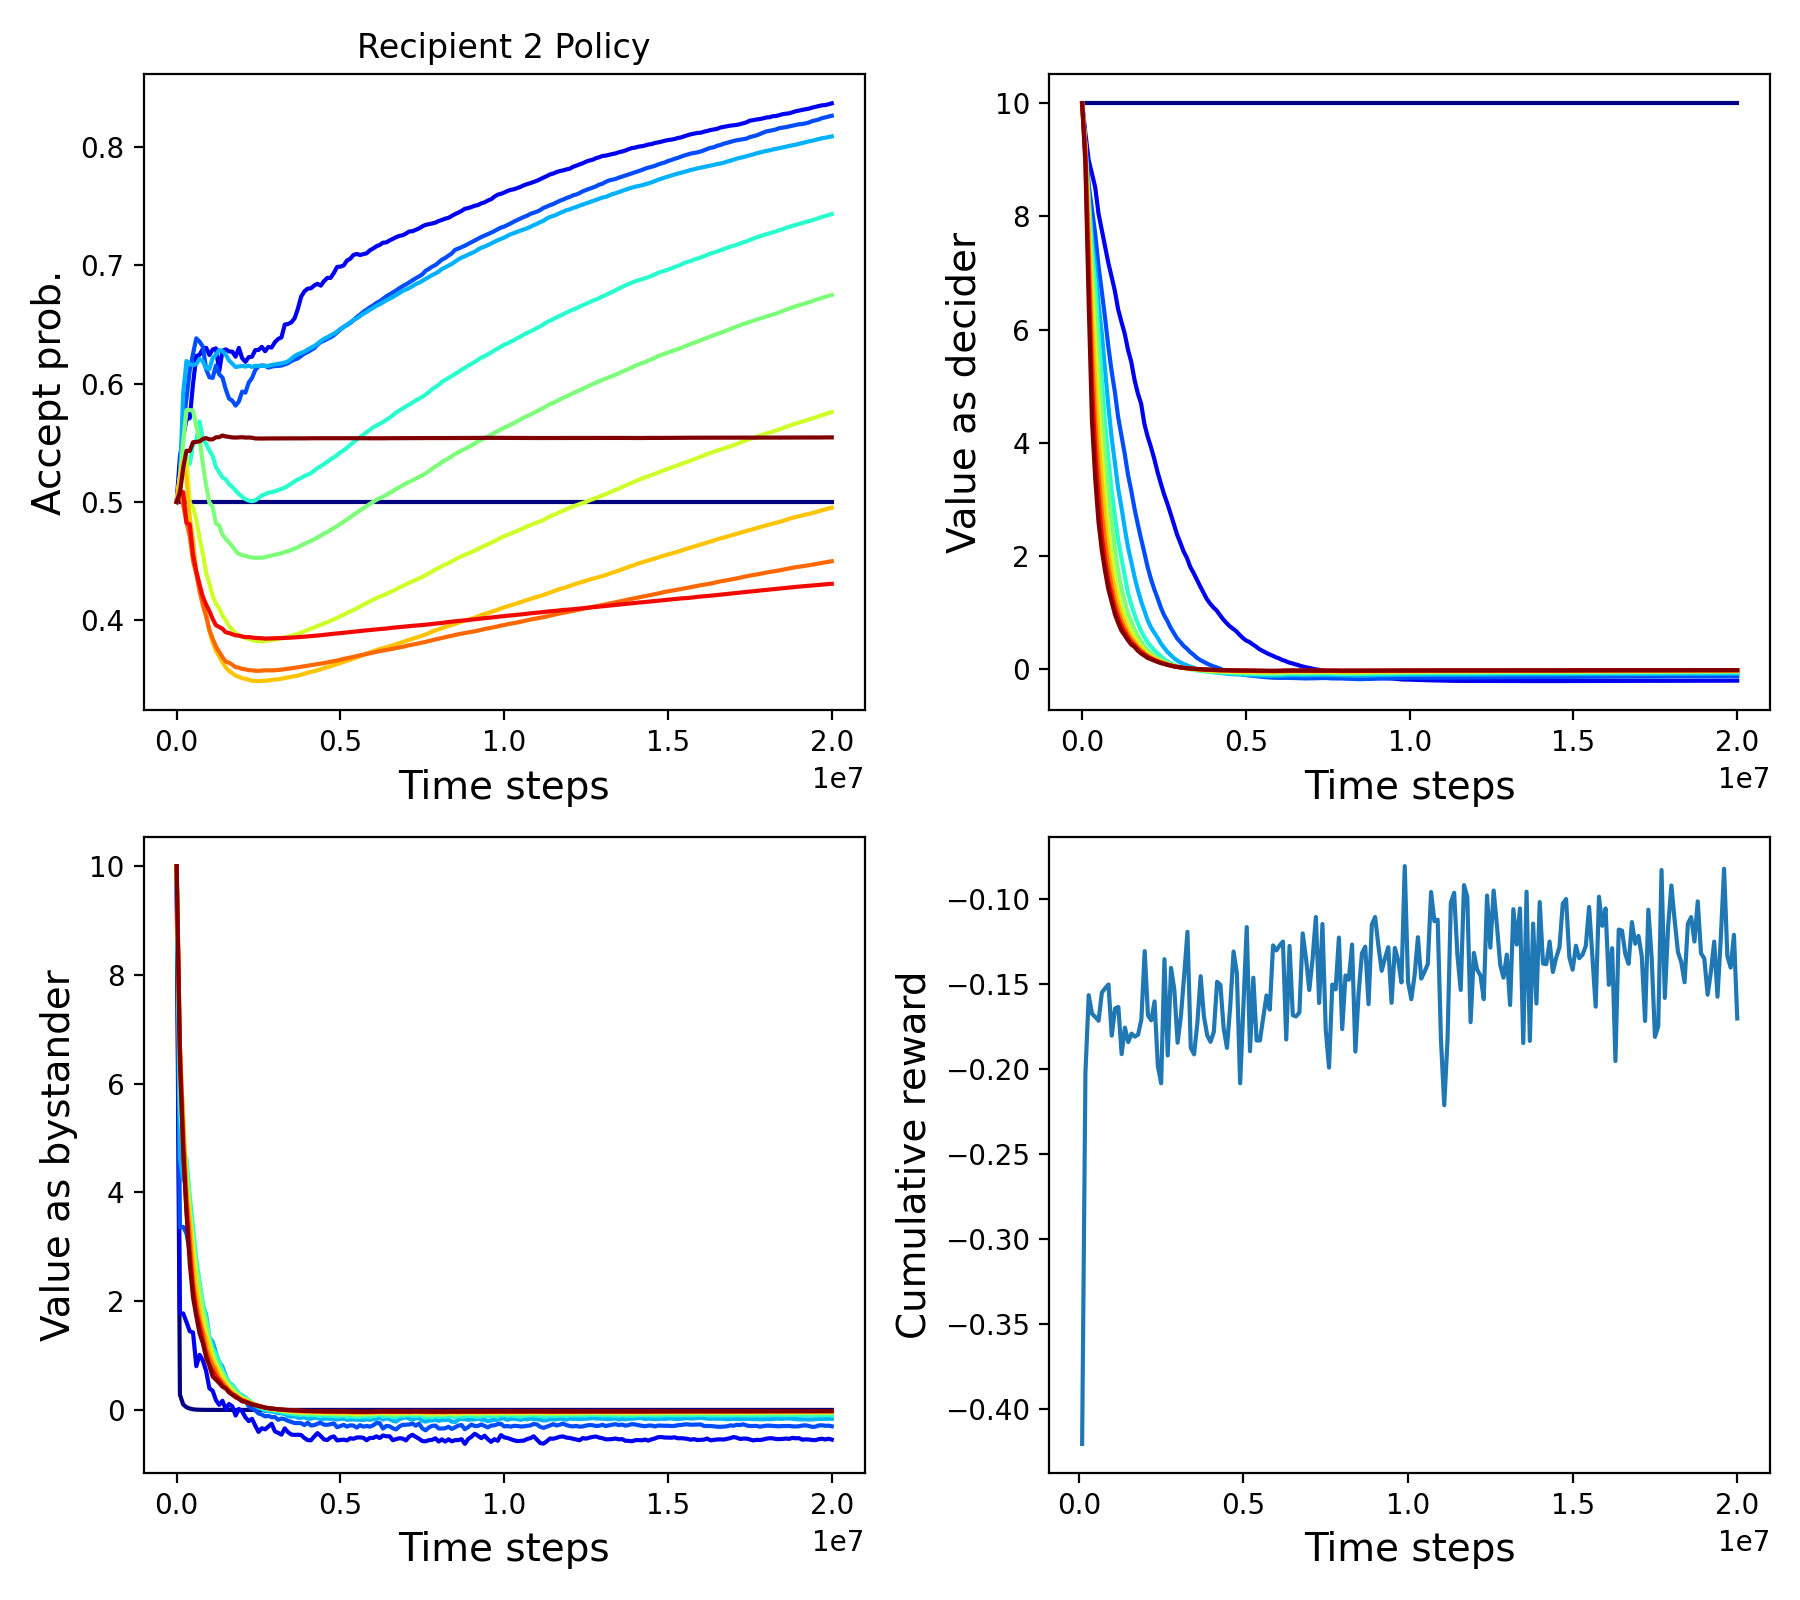 Recipient 2 Policy
Accept prob.
0.8
0.7
0.6
0.5
0.4
0.0 0.5 1.0 1.5 2.0
1e7
Time steps
Value as decider
10
8
6
4
2
0
0.0 0.5 1.0 1.5 2.0
1e7
Time steps
Value as bystander
10
8
6
4
2
0
0.0 0.5 1.0 1.5 2.0
1e7
Time steps
Cumulative reward
−0.10
−0.15
−0.20
−0.25
−0.30
−0.35
−0.40
0.0 0.5 1.0 1.5 2.0
1e7
Time steps